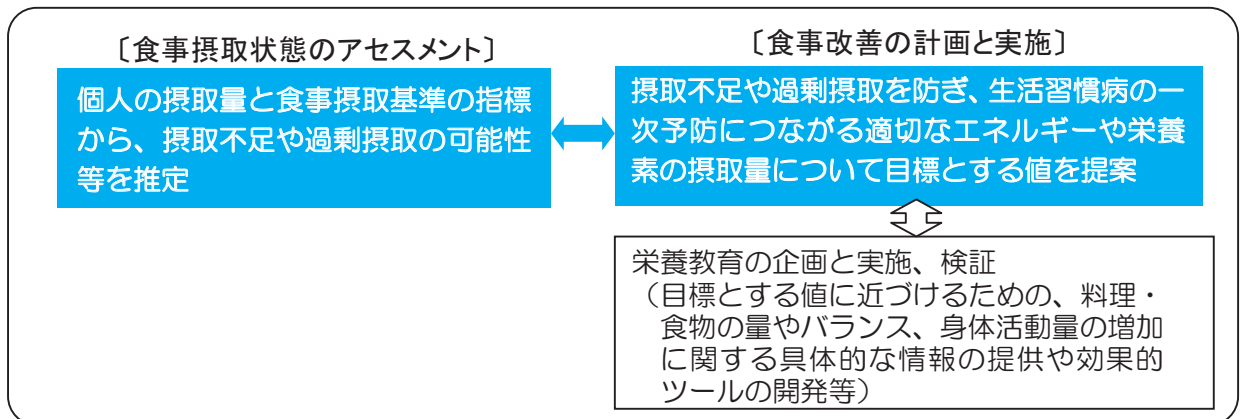 〔食事摂取状態のアセスメント〕
個人の摂取量と食事摂取基準の指標
から、摂取不足や過剰摂取の可能性
等を推定
〔食事改善の計画と実施〕
摂取不足や過剰摂取を防ぎ、生活習慣病の一
次予防につながる適切なエネルギーや栄養
素の摂取量について目標とする値を提案
栄養教育の企画と実施、検証
（目標とする値に近づけるための、料理・
食物の量やバランス、身体活動量の増加
に関する具体的な情報の提供や効果的
ツールの開発等）